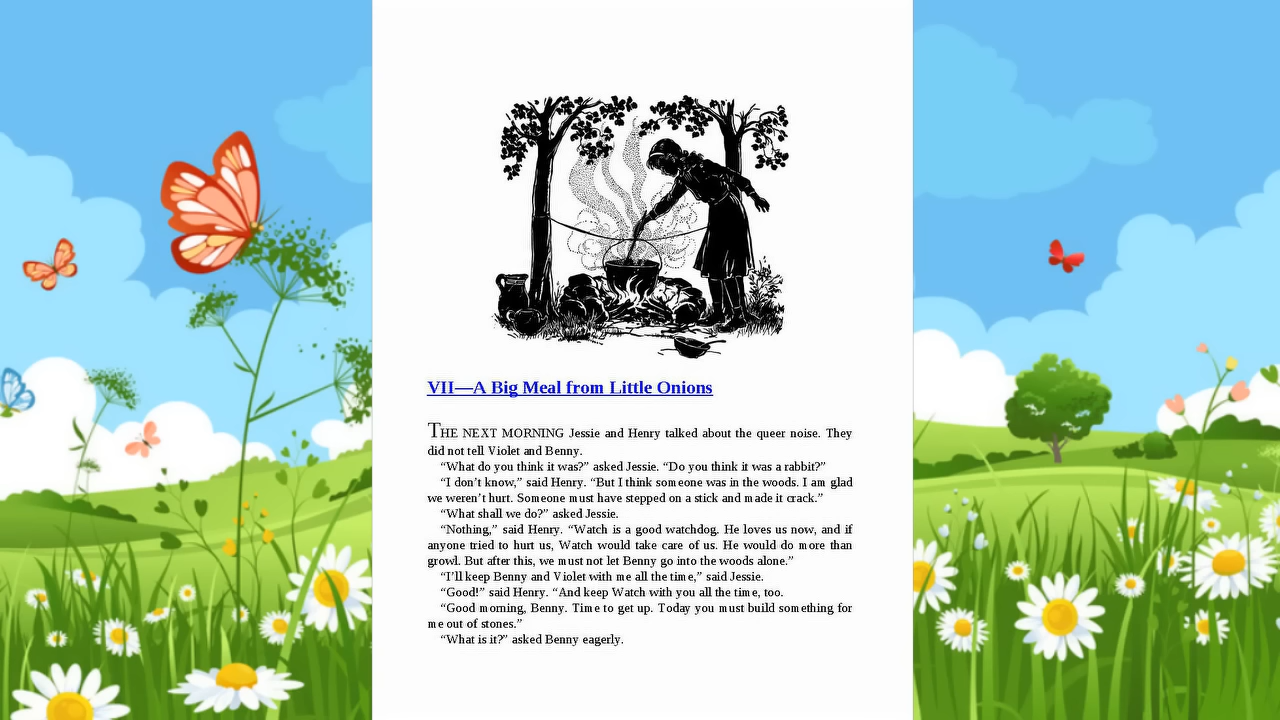 VII—A Big Meal from Little Onions
THE NEXT MORNING Jessie and Henry talked about the queer noise. They
did not tell Violet and Benny.
“What do you think it was?” asked Jessie. “Do you think it was a rabbit?”
“I don’t know,” said Henry. “But I think someone was in the woods. I am glad
we weren’t hurt. Someone must have stepped on a stick and made it crack.”
“What shall we do?” asked Jessie.
“Nothing,” said Henry. “Watch is a good watchdog. He loves us now, and if
anyone tried to hurt us, Watch would take care of us. He would do more than
growl. But after this, we must not let Benny go into the woods alone.”
“I’ll keep Benny and Violet with me all the time,” said Jessie.
“Good!” said Henry. “And keep Watch with you all the time, too.
“Good morning, Benny. Time to get up. Today you must build something for
me out of stones.”
“What is it?” asked Benny eagerly.